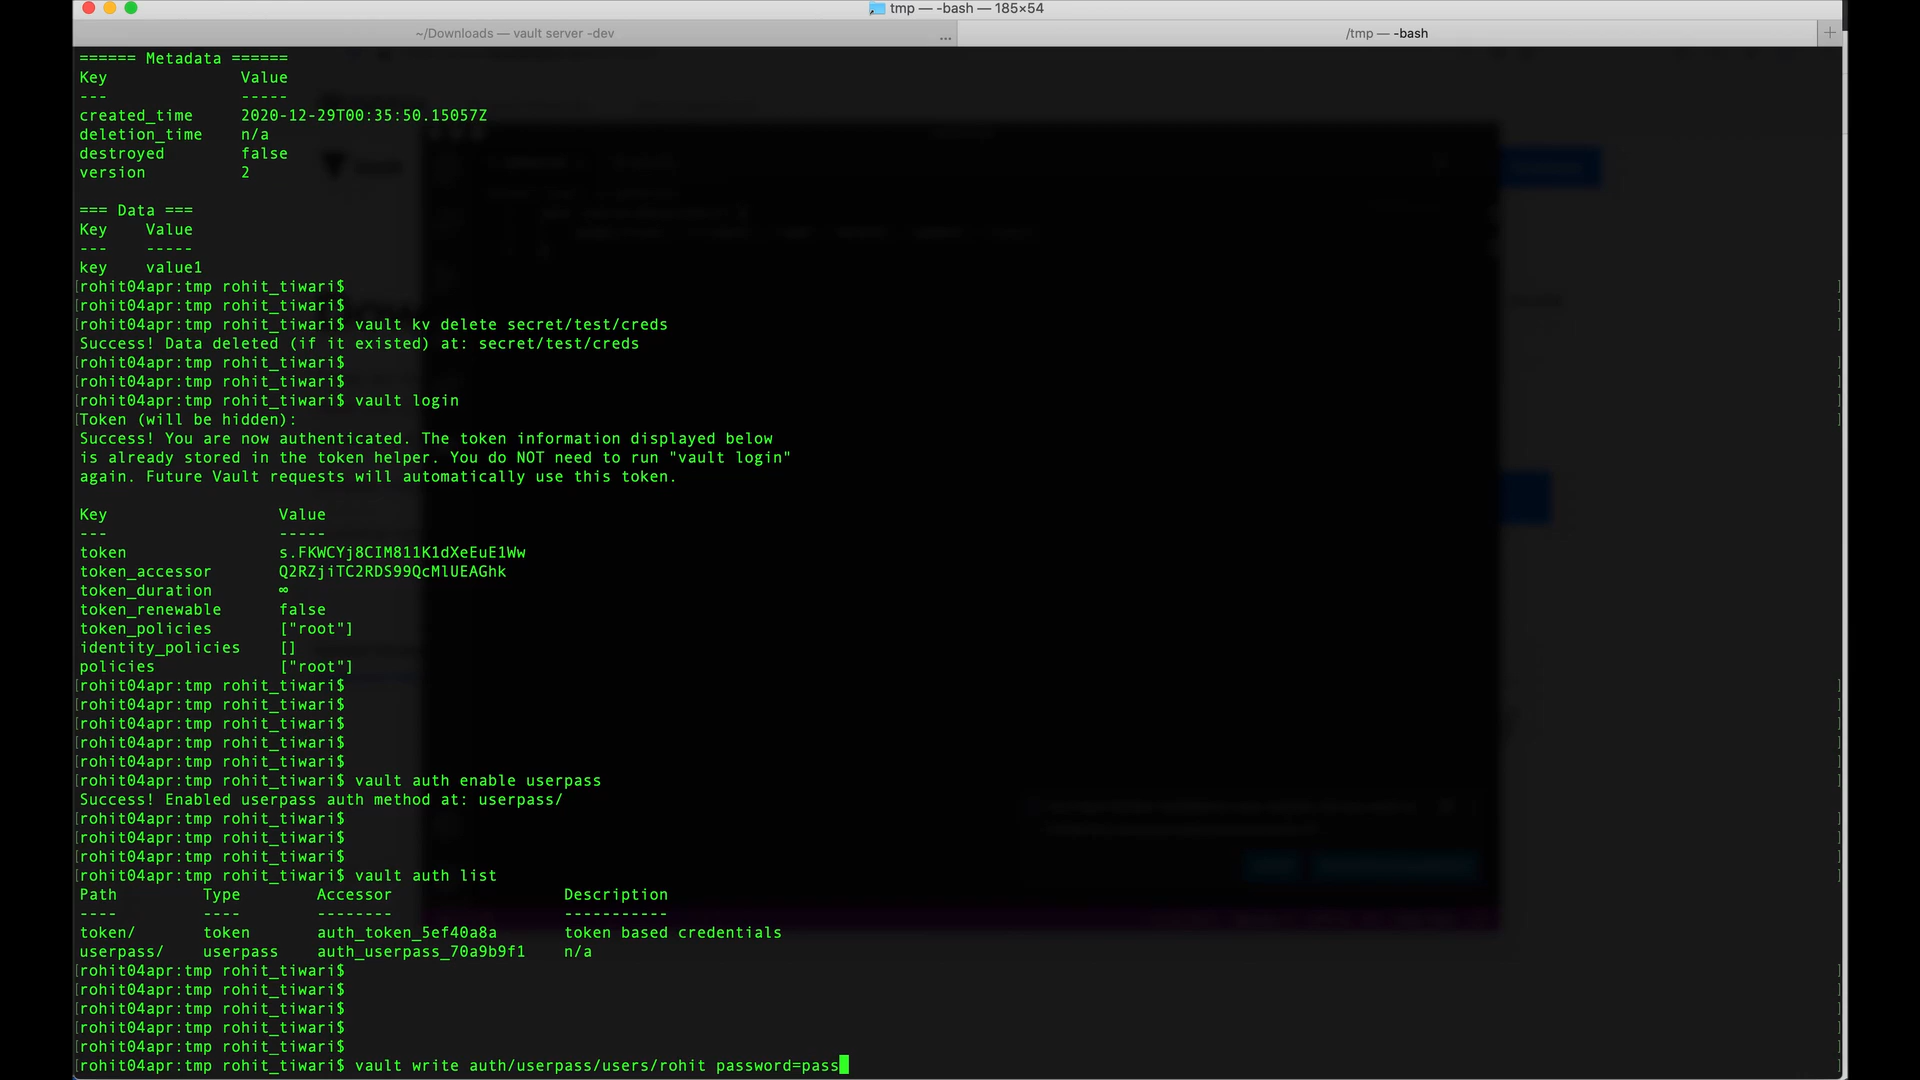 tmp — -bash — 185×54
~/Downloads — vault server -dev ... /tmp — -bash +
====== Metadata ======
Key              Value
---              -----
created_time     2020-12-29T00:35:50.15057Z
deletion_time    n/a
destroyed        false
version          2
=== Data ===
Key    Value
---    -----
key    value1
[rohit04apr:tmp rohit_tiwari$ ]
[rohit04apr:tmp rohit_tiwari$ ]
[rohit04apr:tmp rohit_tiwari$ vault kv delete secret/test/creds ]
Success! Data deleted (if it existed) at: secret/test/creds
[rohit04apr:tmp rohit_tiwari$ ]
[rohit04apr:tmp rohit_tiwari$ ]
[rohit04apr:tmp rohit_tiwari$ vault login ]
[Token (will be hidden): ]
Success! You are now authenticated. The token information displayed below
is already stored in the token helper. You do NOT need to run "vault login"
again. Future Vault requests will automatically use this token.
Key                  Value
---                  -----
token                s.FKWCYj8CIM811K1dXeEuE1Ww
token_accessor       Q2RZjiTC2RDS99QcMlUEAGhk
token_duration       ∞
token_renewable      false
token_policies       ["root"]
identity_policies    []
policies             ["root"]
[rohit04apr:tmp rohit_tiwari$ ]
[rohit04apr:tmp rohit_tiwari$ ]
[rohit04apr:tmp rohit_tiwari$ ]
[rohit04apr:tmp rohit_tiwari$ ]
[rohit04apr:tmp rohit_tiwari$ ]
[rohit04apr:tmp rohit_tiwari$ vault auth enable userpass ]
Success! Enabled userpass auth method at: userpass/
[rohit04apr:tmp rohit_tiwari$ ]
[rohit04apr:tmp rohit_tiwari$ ]
[rohit04apr:tmp rohit_tiwari$ ]
[rohit04apr:tmp rohit_tiwari$ vault auth list ]
Path         Type        Accessor                  Description
----         ----        --------                  -----------
token/       token       auth_token_5ef40a8a       token based credentials
userpass/    userpass    auth_userpass_70a9b9f1    n/a
[rohit04apr:tmp rohit_tiwari$ ]
[rohit04apr:tmp rohit_tiwari$ ]
[rohit04apr:tmp rohit_tiwari$ ]
[rohit04apr:tmp rohit_tiwari$ ]
[rohit04apr:tmp rohit_tiwari$ ]
[rohit04apr:tmp rohit_tiwari$ vault write auth/userpass/users/rohit password=pass ]